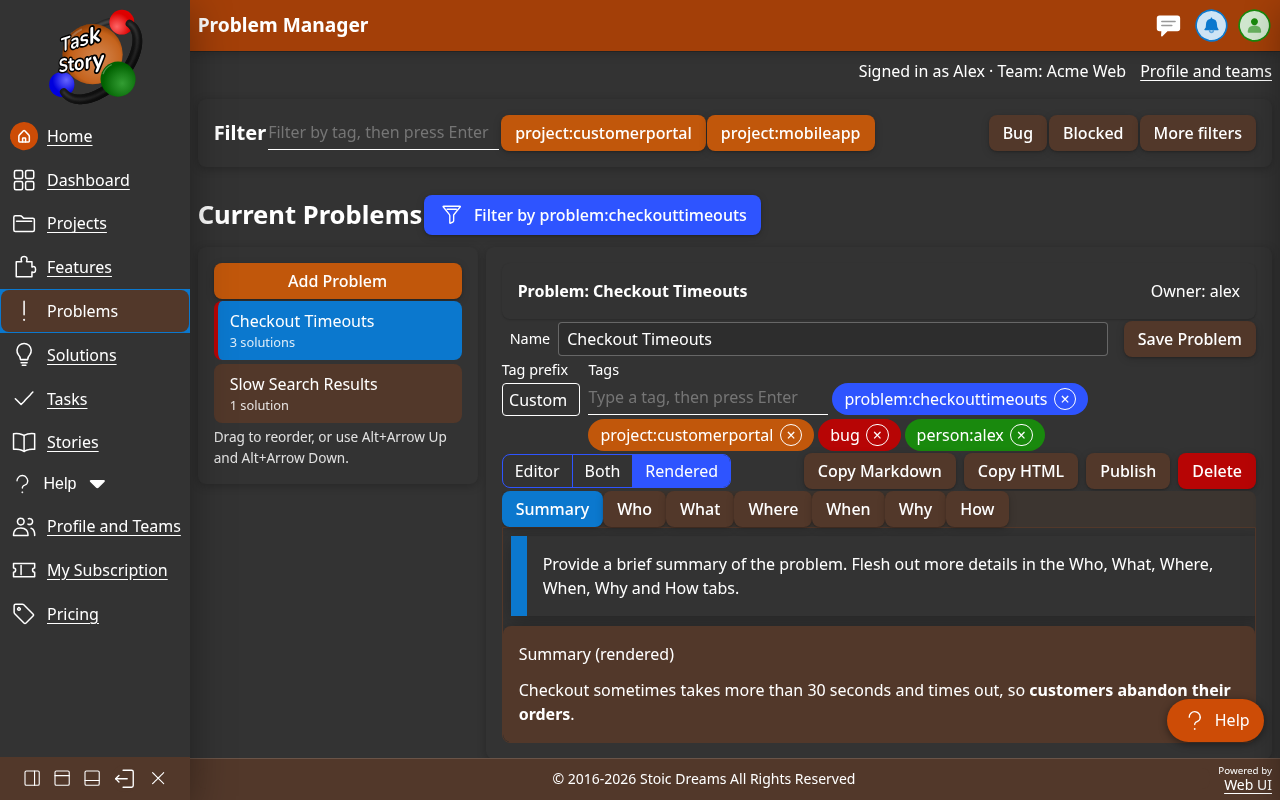 Task
Story
Problem Manager
Signed in as Alex · Team: Acme Web Profile and teams
Home
Dashboard
Projects
Features
Problems
Solutions
Tasks
Stories
Help
Profile and Teams
My Subscription
Pricing
Filter Filter by tag, then press Enter project:customerportal project:mobileapp Bug Blocked More filters
Current Problems Filter by problem:checkouttimeouts
Add Problem
Checkout Timeouts
3 solutions
Slow Search Results
1 solution
Drag to reorder, or use Alt+Arrow Up
and Alt+Arrow Down.
Problem: Checkout Timeouts Owner: alex
Name Checkout Timeouts Save Problem
Tag prefix Tags
Custom Type a tag, then press Enter problem:checkouttimeouts
project:customerportal bug person:alex
Editor Both Rendered Copy Markdown Copy HTML Publish Delete
Summary Who What Where When Why How
Provide a brief summary of the problem. Flesh out more details in the Who, What, Where,
When, Why and How tabs.
Summary (rendered)
Checkout sometimes takes more than 30 seconds and times out, so customers abandon their
orders.
Help
© 2016-2026 Stoic Dreams All Rights Reserved
Powered by
Web UI